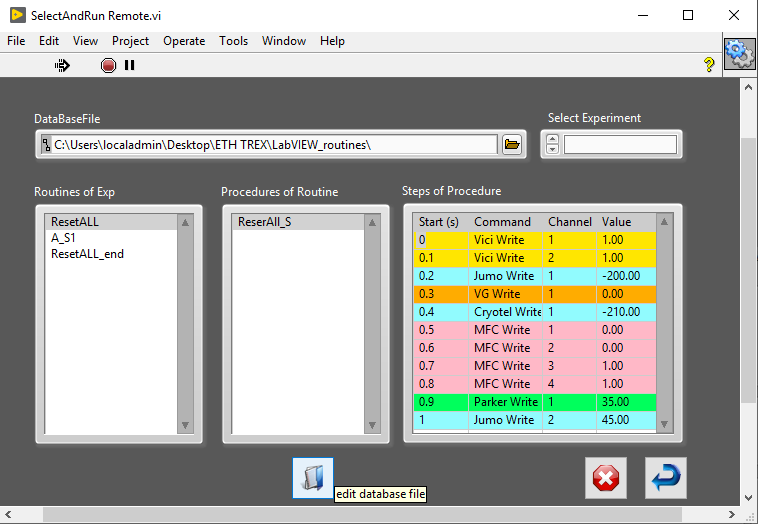 SelectAndRun Remote.vi
File Edit View Project Operate Tools Window Help
?
DataBaseFile
Select Experiment
C:\Users\localadmin\Desktop\ETH TREX\LabVIEW_routines\
Routines of Exp
Procedures of Routine
Steps of Procedure
ResetALL
A_S1
ResetALL_end
ReserAll_S
Start (s) Command Channel Value
0 Vici Write 1 1.00
0.1 Vici Write 2 1.00
0.2 Jumo Write 1 -200.00
0.3 VG Write 1 0.00
0.4 Cryotel Write 1 -210.00
0.5 MFC Write 1 0.00
0.6 MFC Write 2 0.00
0.7 MFC Write 3 1.00
0.8 MFC Write 4 1.00
0.9 Parker Write 1 35.00
1 Jumo Write 2 45.00
edit database file